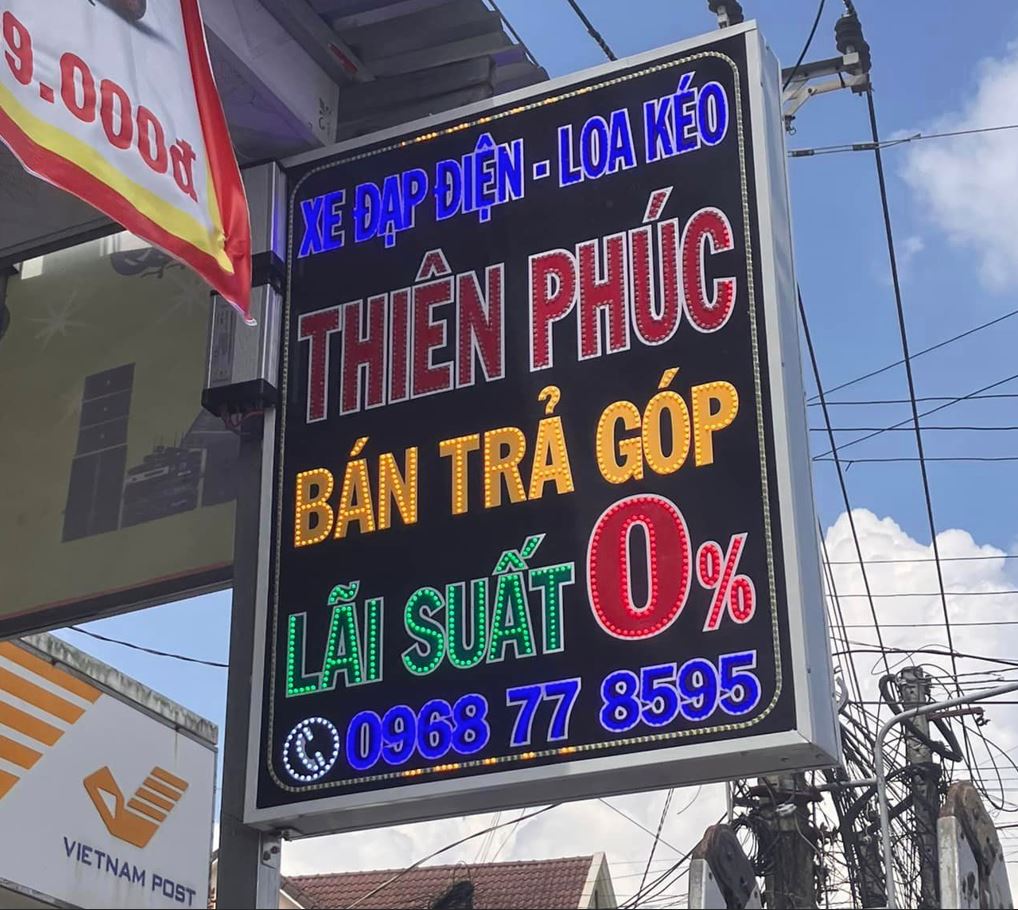 9.000đ
XE ĐẠP ĐIỆN - LOA KÉO
THIÊN PHÚC
BÁN TRẢ GÓP
LÃI SUẤT 0%
0968 77 8595
VIETNAM POST